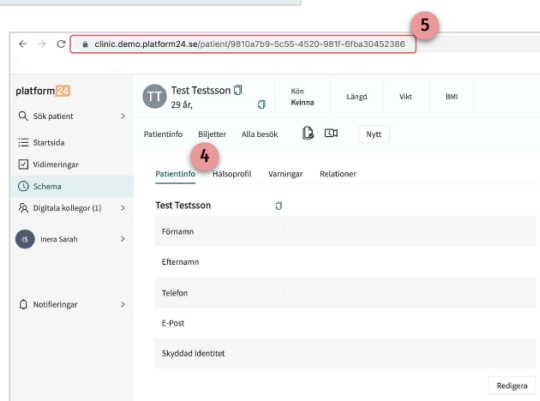 5
clinic.demo.platform24.se/patient/9810a7b9-5c55-4520-981f-6fba30452386
platform24
Sök patient
Startsida
Vidimeringar
Schema
Digitala kollegor (1)
IS Inera Sarah
Notifieringar
TT Test Testsson
29 år,
Kön
Kvinna
Längd
Vikt
BMI
Patientinfo Biljetter Alla besök Nytt
4
Patientinfo Hälsoprofil Varningar Relationer
Test Testsson
Förnamn
Efternamn
Telefon
E-Post
Skyddad Identitet
Redigera